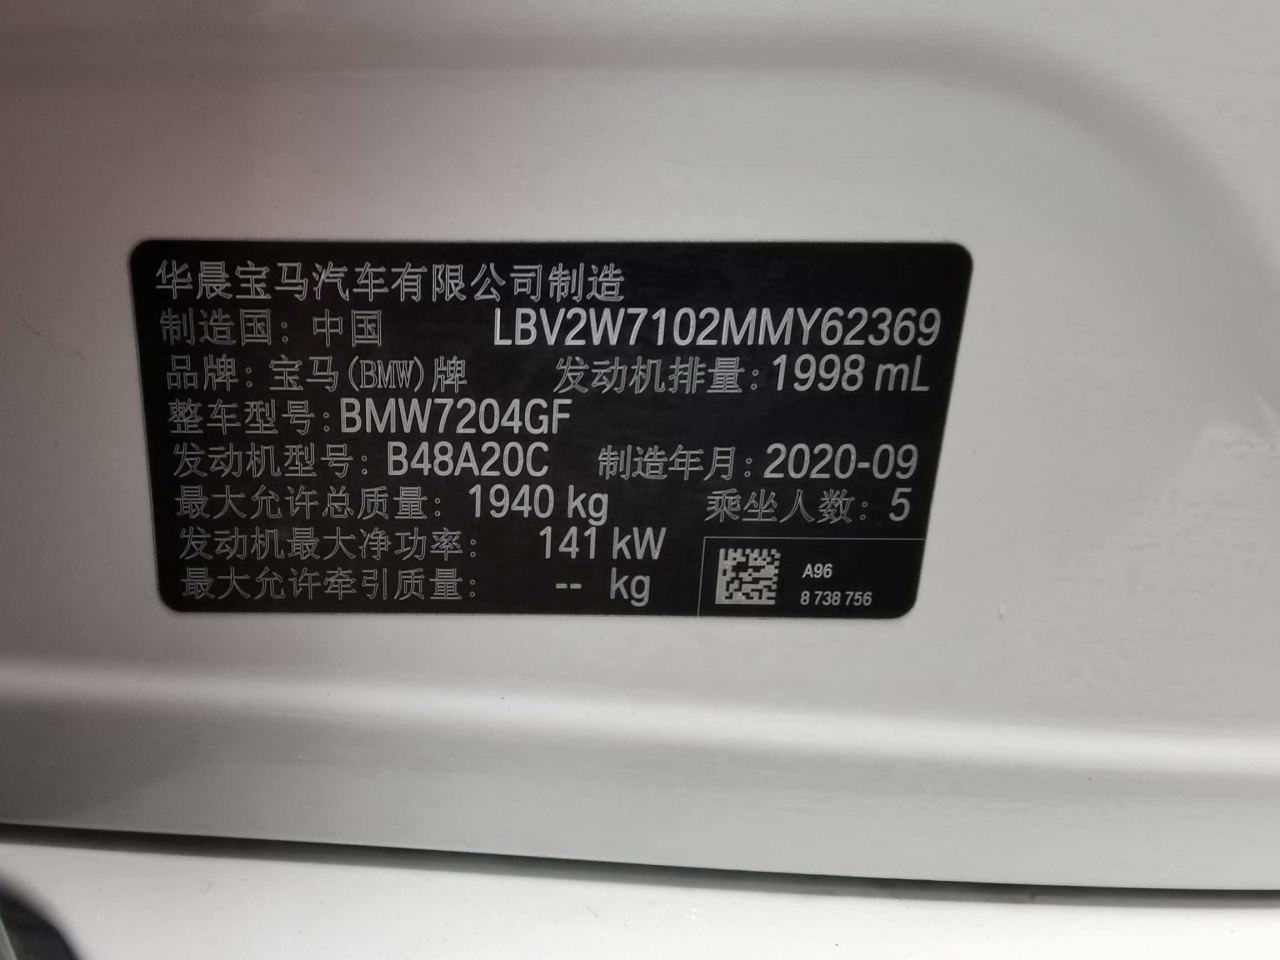 华晨宝马汽车有限公司制造
制造国：中国 LBV2W7102MMY62369
品牌：宝马(BMW)牌 发动机排量：1998 mL
整车型号：BMW7204GF
发动机型号：B48A20C 制造年月：2020-09
最大允许总质量：1940 kg 乘坐人数：5
发动机最大净功率：141 kW
最大允许牵引质量：-- kg
A96
8 738 756